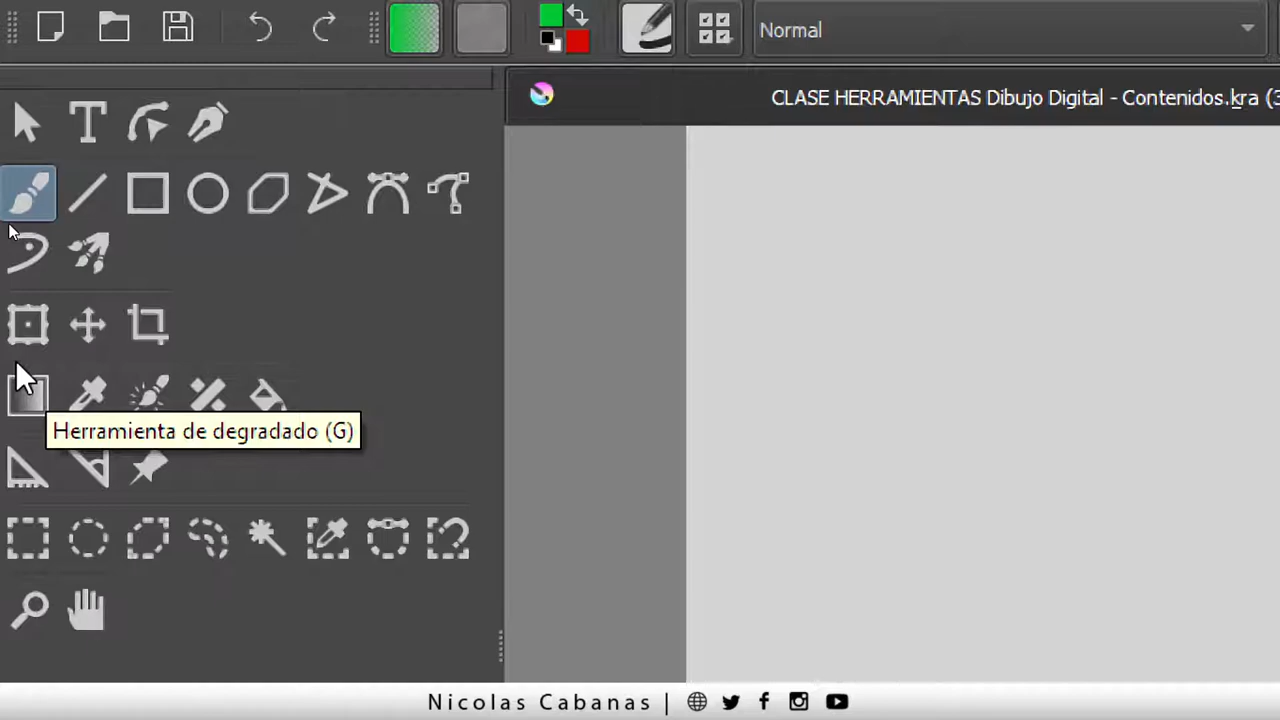 Normal
CLASE HERRAMIENTAS Dibujo Digital - Contenidos.kra (3
Herramienta de degradado (G)
Nicolas Cabanas |